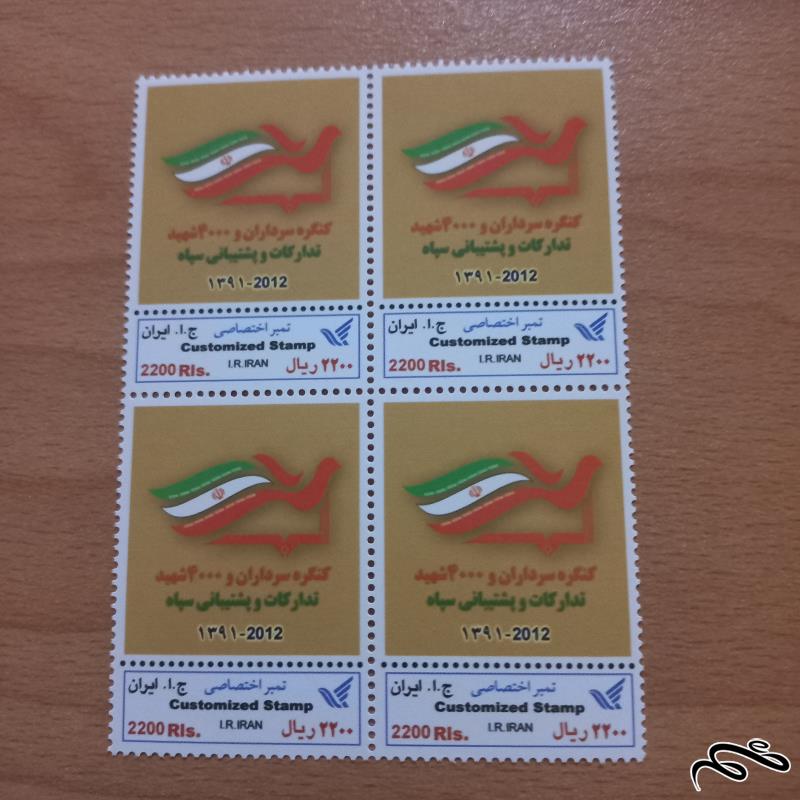 کنگره سرداران و ۴۰۰۰ شهید
تدارکات و پشتیبانی سپاه
۱۳۹۱-2012
تمبر اختصاصی ج.ا. ایران
Customized Stamp
2200 Rls. I.R.IRAN ۲۲۰۰ ریال
کنگره سرداران و ۴۰۰۰ شهید
تدارکات و پشتیبانی سپاه
۱۳۹۱-2012
تمبر اختصاصی ج.ا. ایران
Customized Stamp
2200 Rls. I.R.IRAN ۲۲۰۰ ریال
کنگره سرداران و ۴۰۰۰ شهید
تدارکات و پشتیبانی سپاه
۱۳۹۱-2012
تمبر اختصاصی ج.ا. ایران
Customized Stamp
2200 Rls. I.R.IRAN ۲۲۰۰ ریال
کنگره سرداران و ۴۰۰۰ شهید
تدارکات و پشتیبانی سپاه
۱۳۹۱-2012
تمبر اختصاصی ج.ا. ایران
Customized Stamp
2200 Rls. I.R.IRAN ۲۲۰۰ ریال